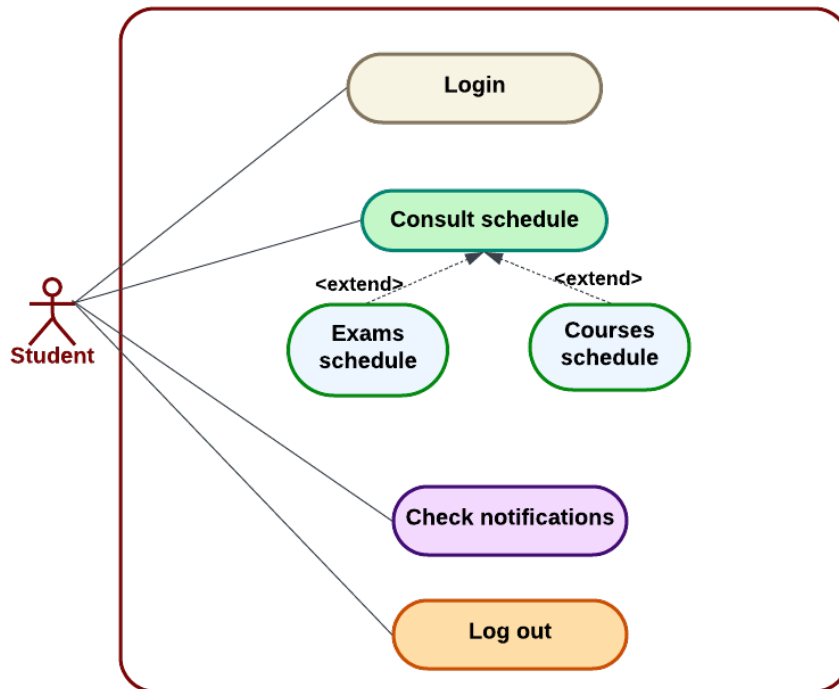 Login
Consult schedule
<extend>
<extend>
Exams
schedule
Courses
schedule
Student
Check notifications
Log out